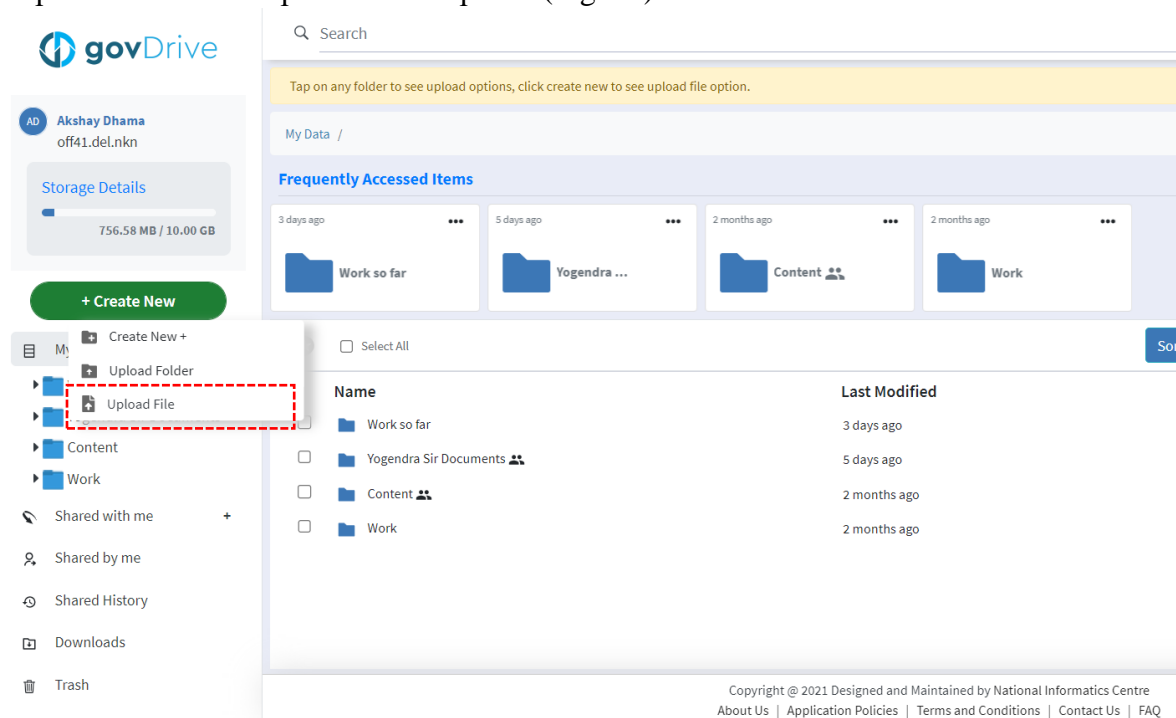 govDrive
Search
Tap on any folder to see upload options, click create new to see upload file option.
AD
Akshay Dhama
off41.del.nkn
My Data /
Storage Details
756.58 MB / 10.00 GB
Frequently Accessed Items
3 days ago
Work so far
5 days ago
Yogendra ...
2 months ago
Content
2 months ago
Work
+ Create New
Create New +
Upload Folder
Upload File
My
Content
Work
Shared with me +
Shared by me
Shared History
Downloads
Trash
Select All
Name Last Modified
Work so far 3 days ago
Yogendra Sir Documents 5 days ago
Content 2 months ago
Work 2 months ago
Copyright @ 2021 Designed and Maintained by National Informatics Centre
About Us | Application Policies | Terms and Conditions | Contact Us | FAQ